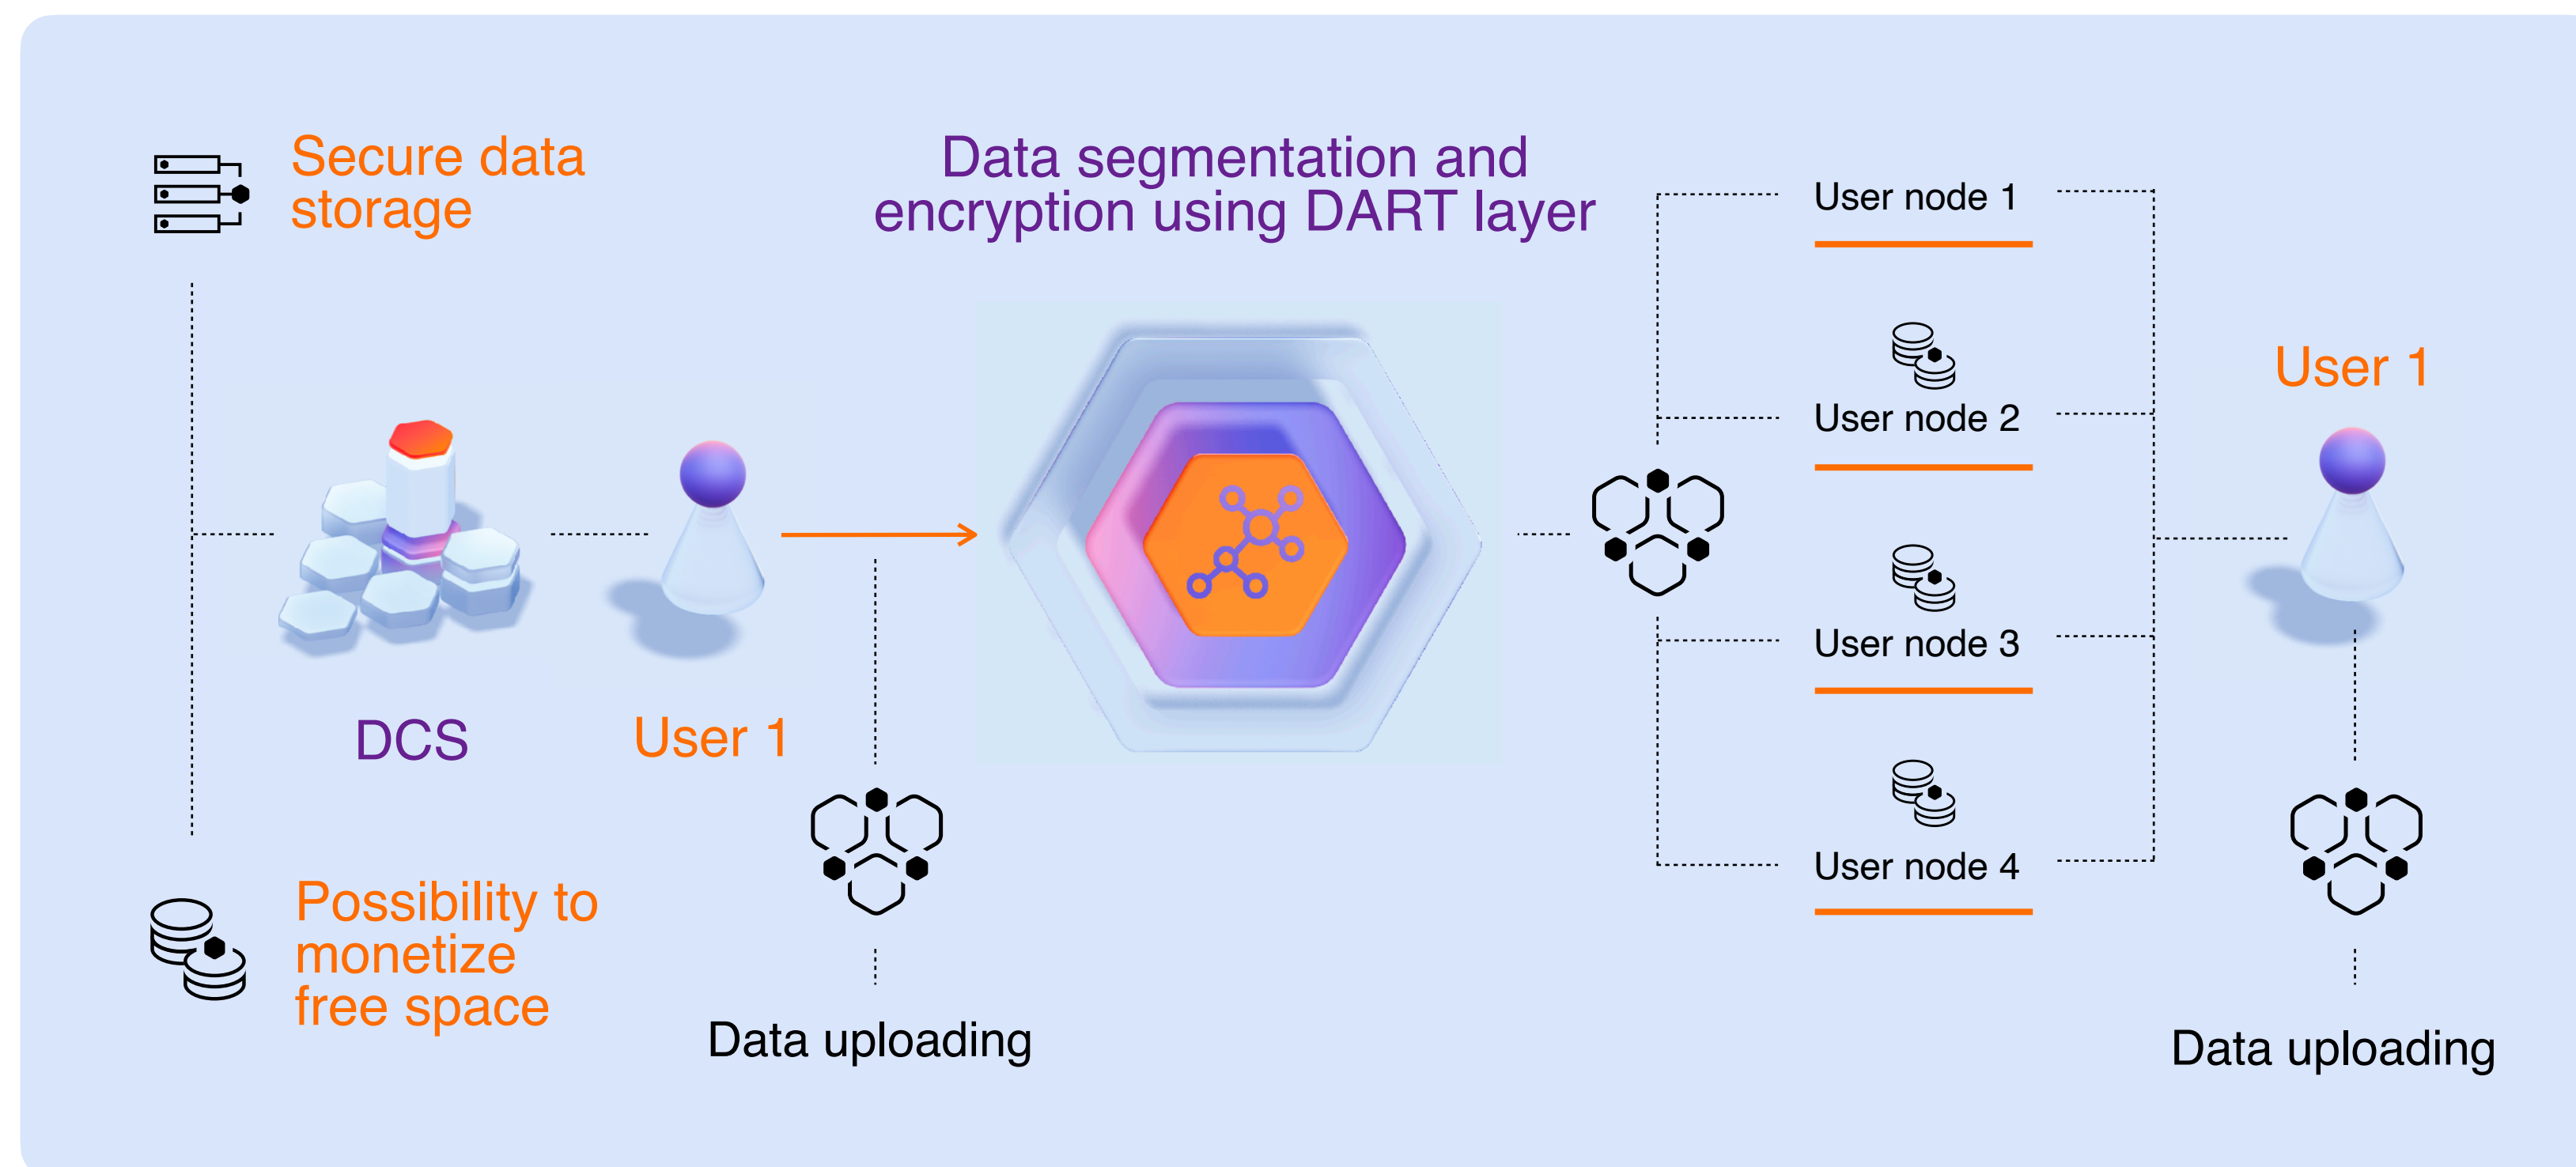 Secure data
storage
DCS
User 1
Possibility to
monetize
free space
Data uploading
Data segmentation and
encryption using DART layer
User node 1
User node 2
User node 3
User node 4
User 1
Data uploading